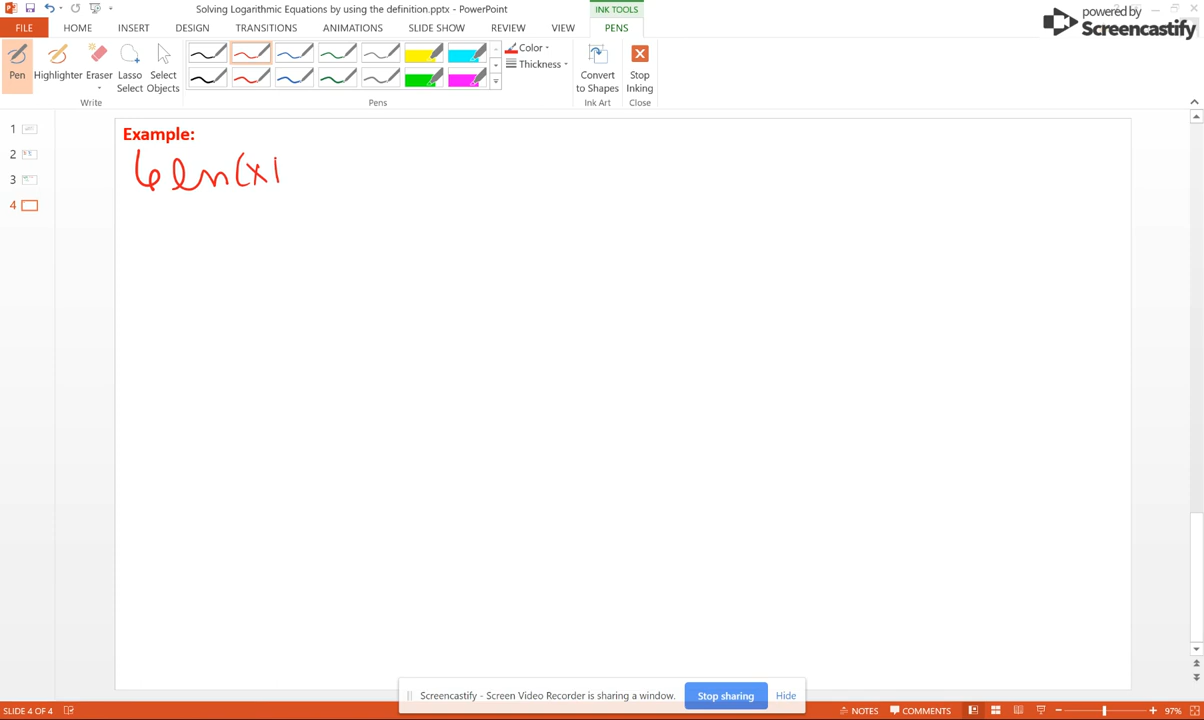 Solving Logarithmic Equations by using the definition.pptx - PowerPoint
INK TOOLS
powered by
Screencastify
FILE HOME INSERT DESIGN TRANSITIONS ANIMATIONS SLIDE SHOW REVIEW VIEW PENS
Pen Highlighter Eraser Lasso Select Select Objects
Color
Thickness
Convert to Shapes
Stop Inking
Write Pens Ink Art Close
1
2
3
4
Example:
6 ln(x
Screencastify - Screen Video Recorder is sharing a window. Stop sharing Hide
SLIDE 4 OF 4 NOTES COMMENTS 97%